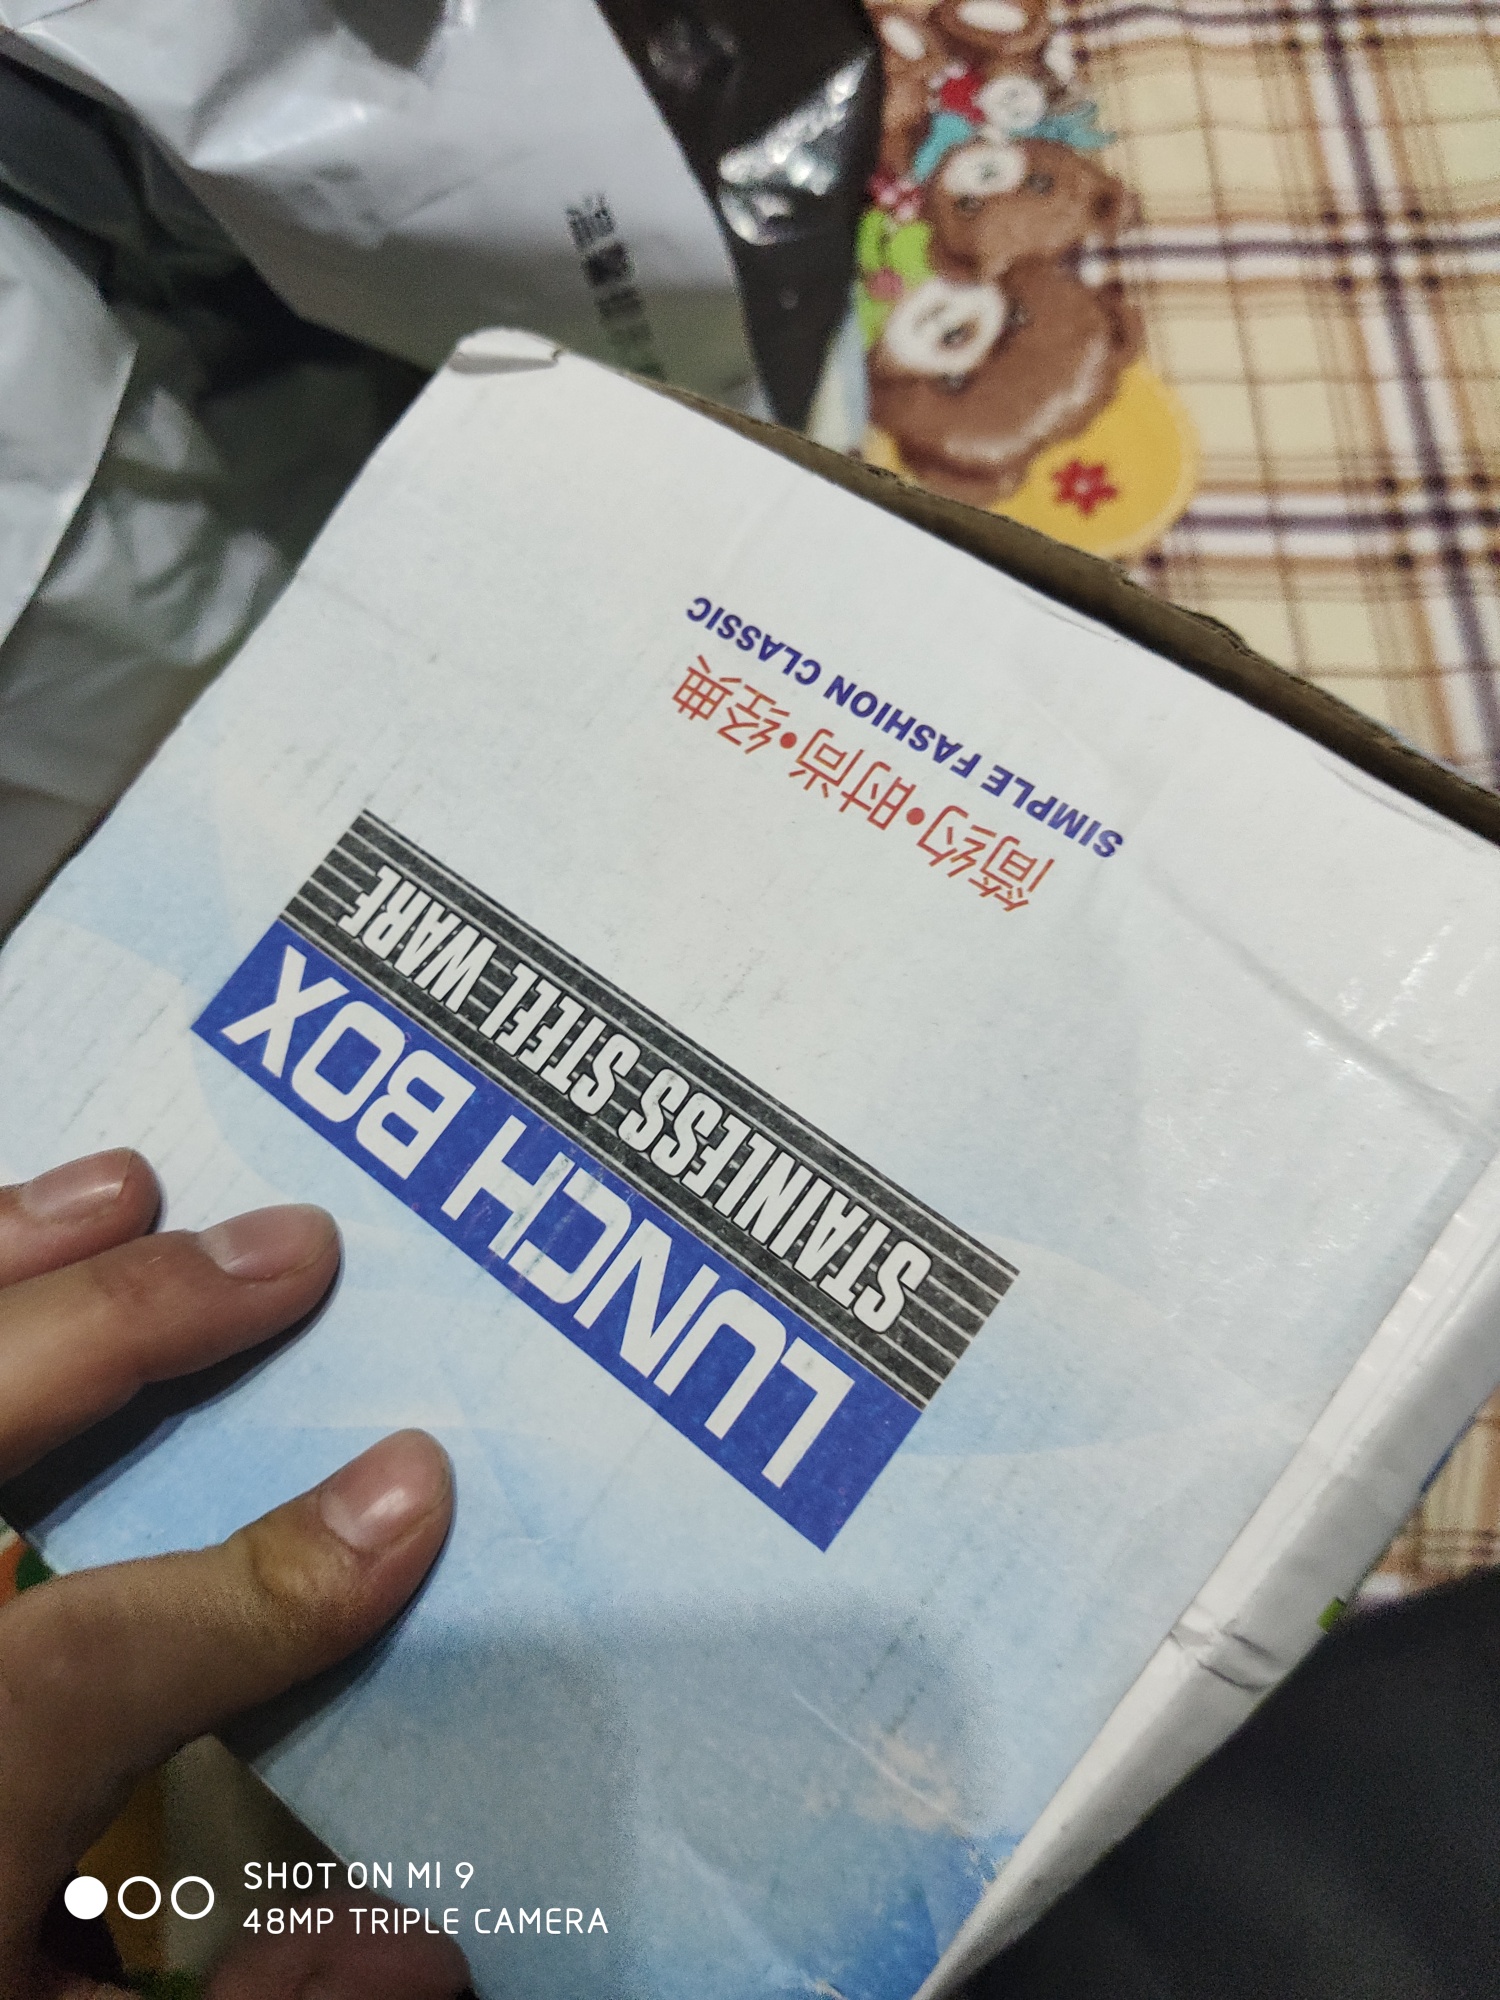 LUNCH BOX
STAINLESS STEEL WARE
简约·时尚·经典
SIMPLE FASHION CLASSIC
SHOT ON MI 9
48MP TRIPLE CAMERA